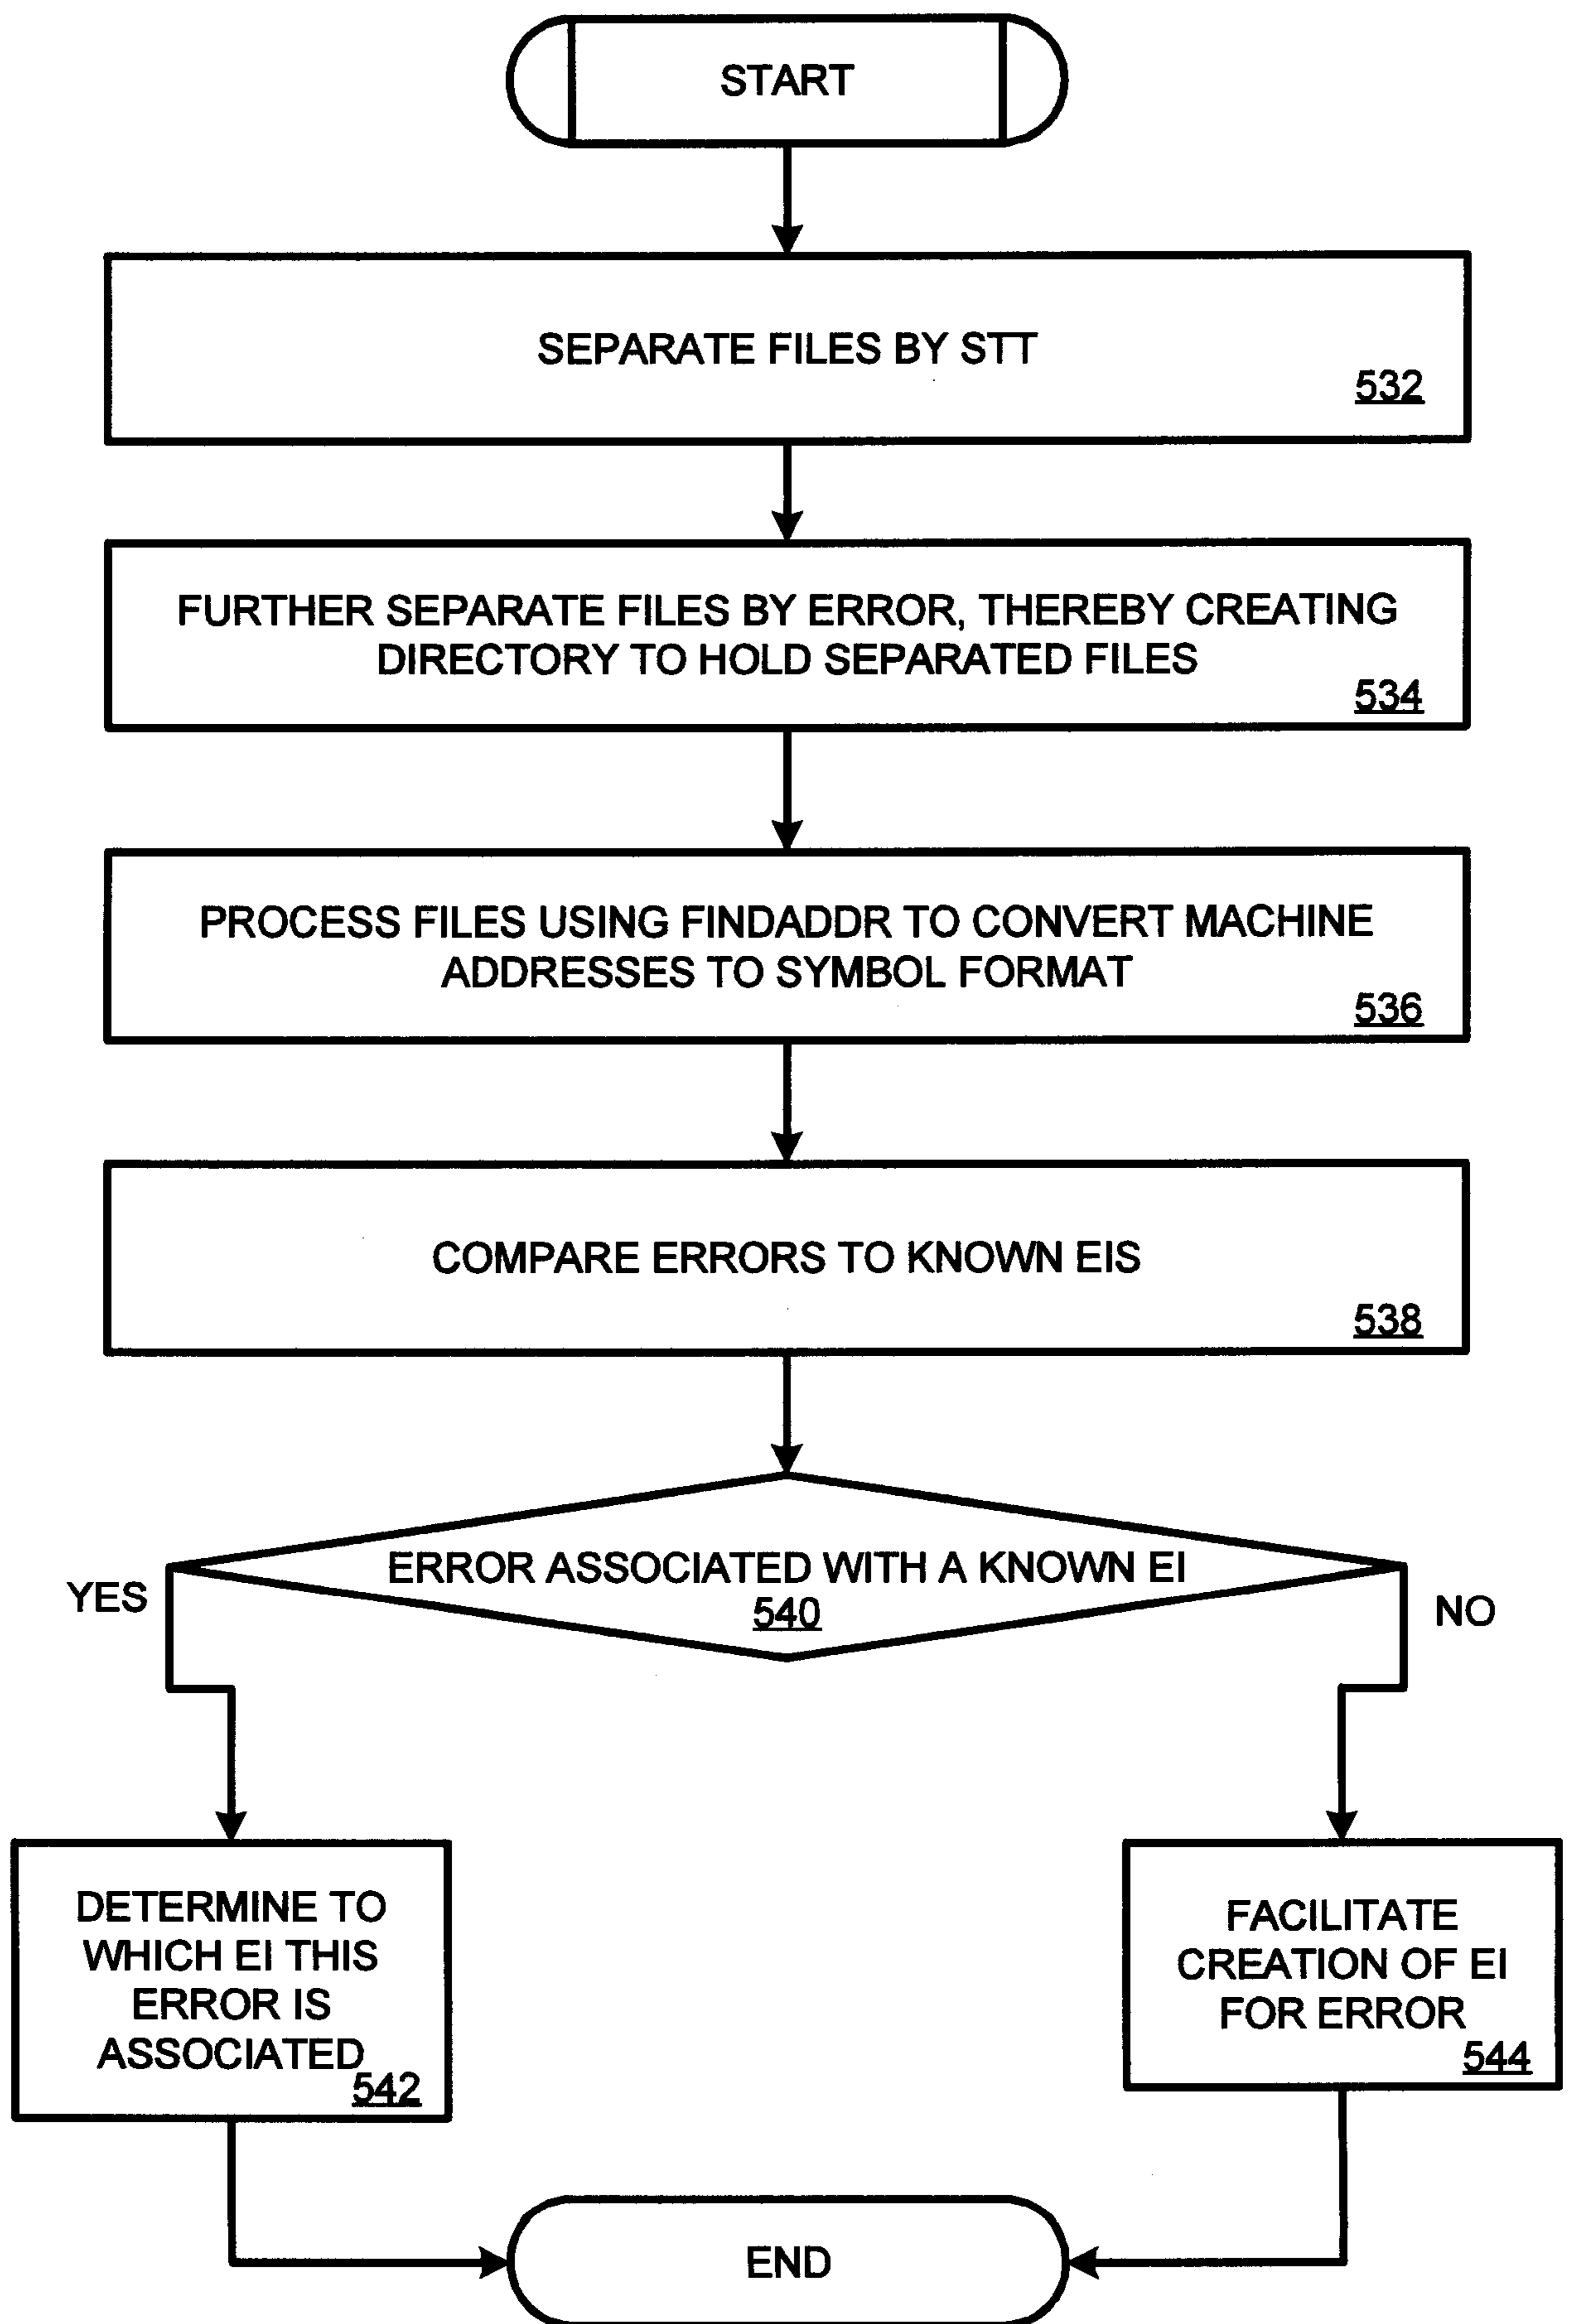 START
SEPARATE FILES BY STT
532
FURTHER SEPARATE FILES BY ERROR, THEREBY CREATING
DIRECTORY TO HOLD SEPARATED FILES
534
PROCESS FILES USING FINDADDR TO CONVERT MACHINE
ADDRESSES TO SYMBOL FORMAT
536
COMPARE ERRORS TO KNOWN EIS
538
ERROR ASSOCIATED WITH A KNOWN EI
540
YES
NO
DETERMINE TO
WHICH EI THIS
ERROR IS
ASSOCIATED
542
FACILITATE
CREATION OF EI
FOR ERROR
544
END